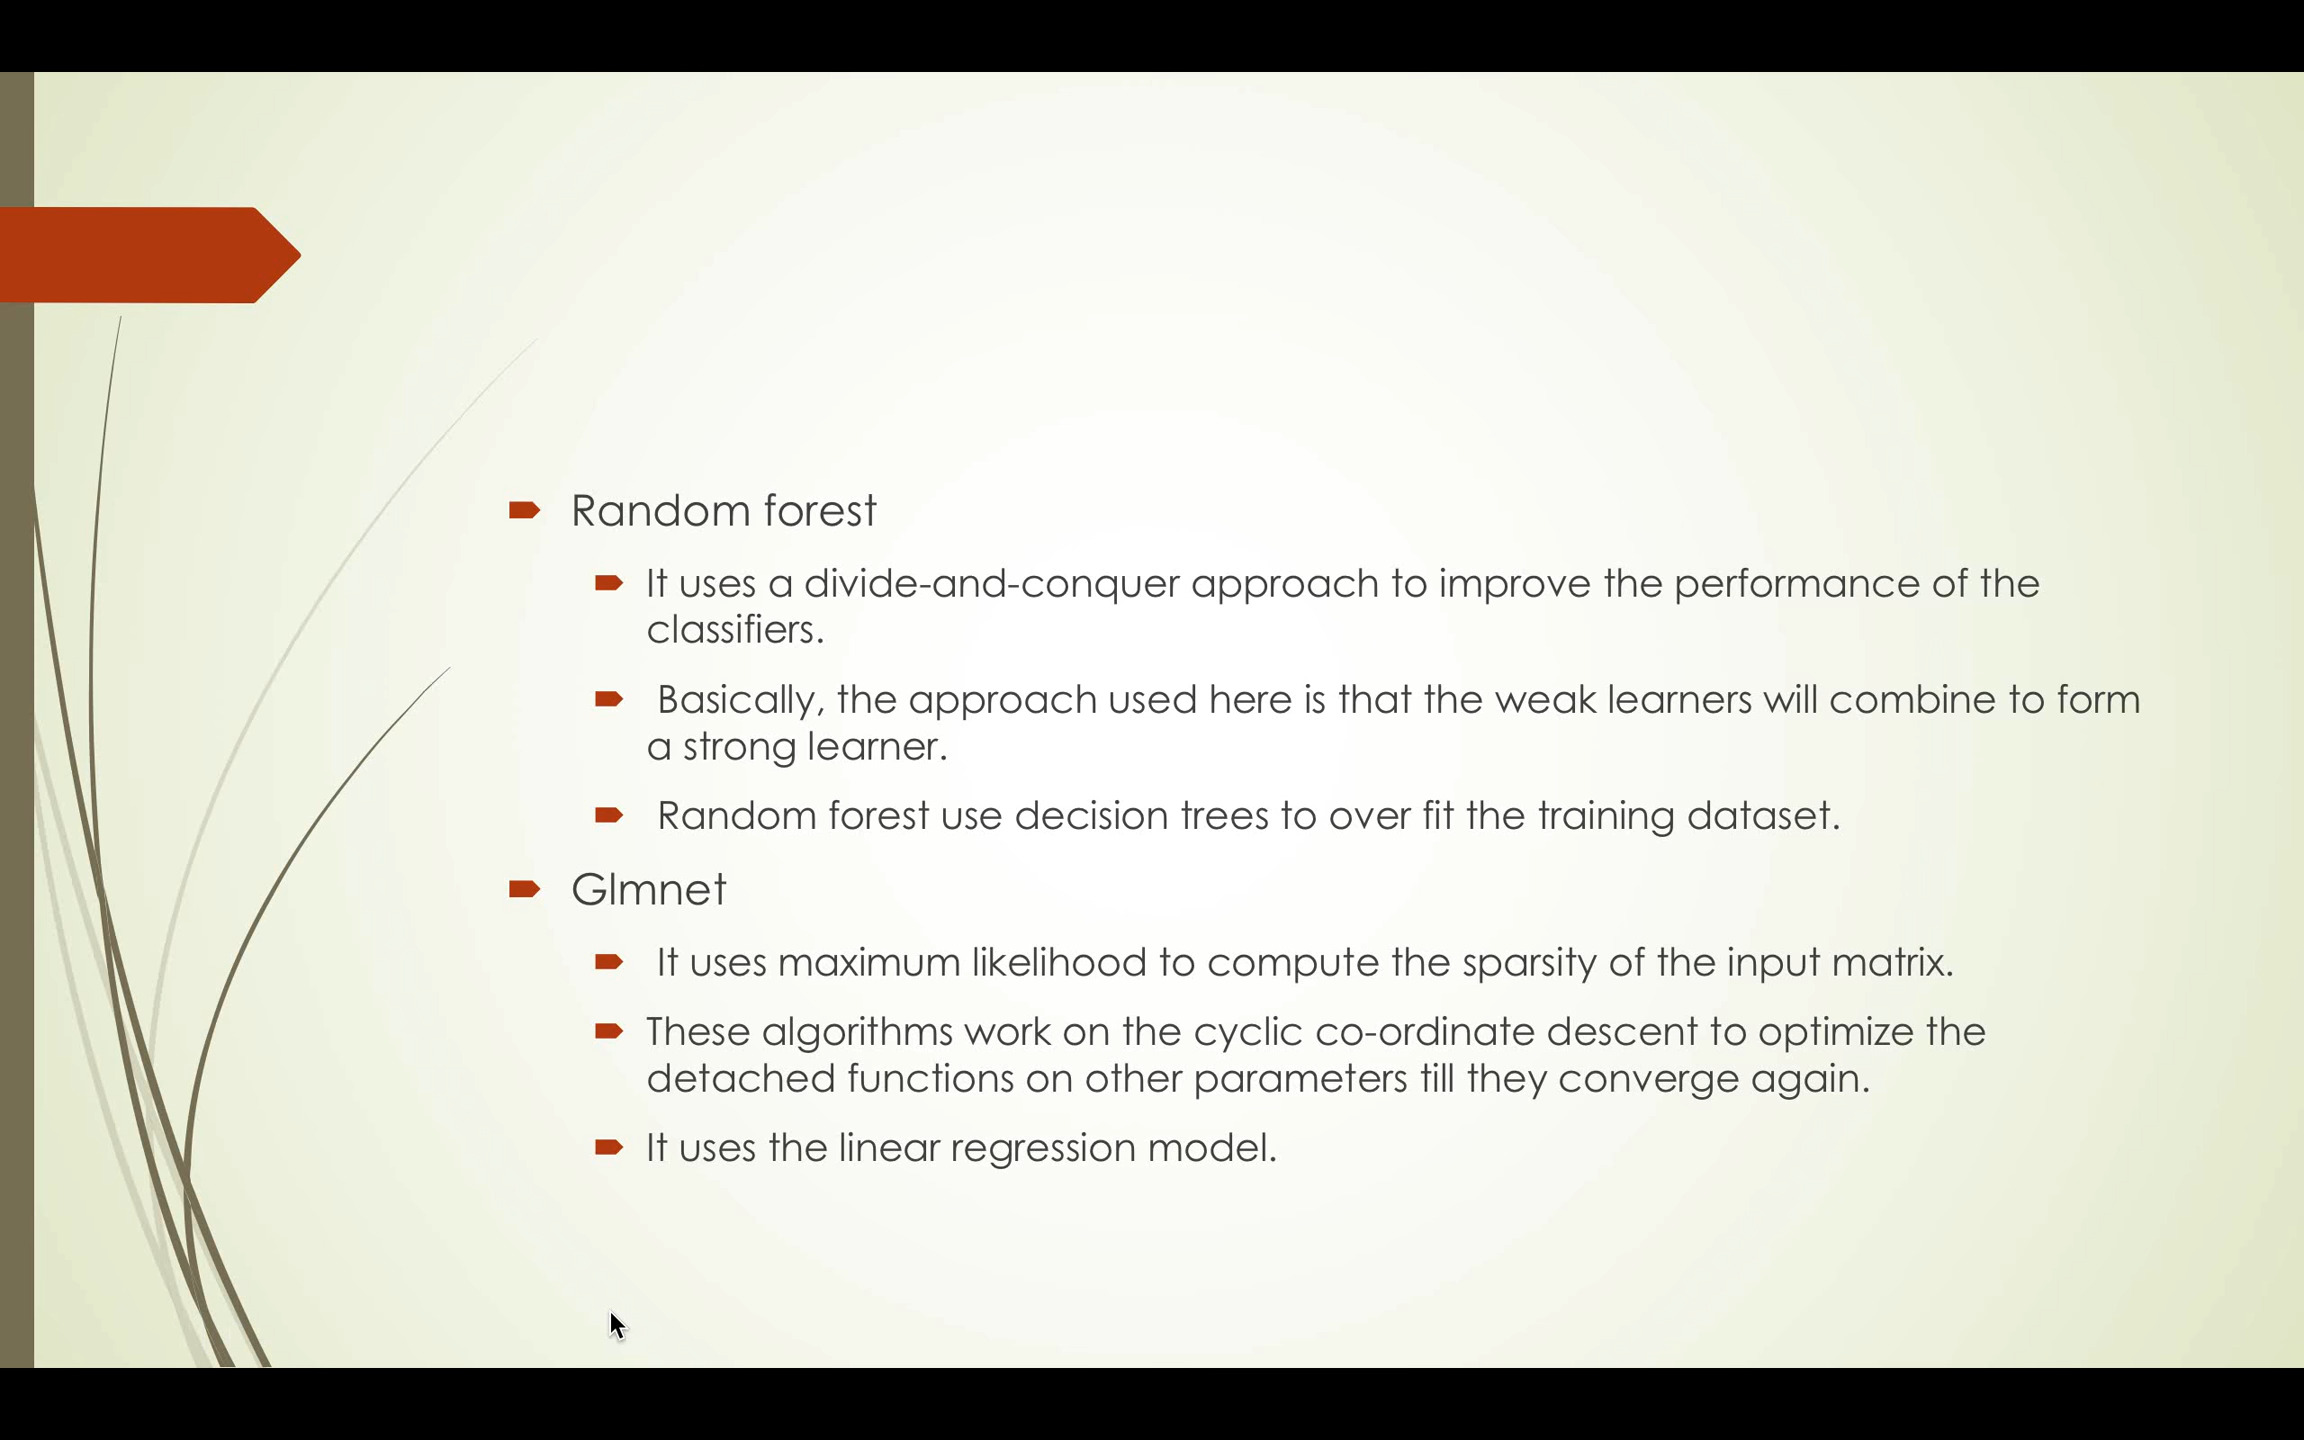 Random forest
It uses a divide-and-conquer approach to improve the performance of the
classifiers.
Basically, the approach used here is that the weak learners will combine to form
a strong learner.
Random forest use decision trees to over fit the training dataset.
Glmnet
It uses maximum likelihood to compute the sparsity of the input matrix.
These algorithms work on the cyclic co-ordinate descent to optimize the
detached functions on other parameters till they converge again.
It uses the linear regression model.